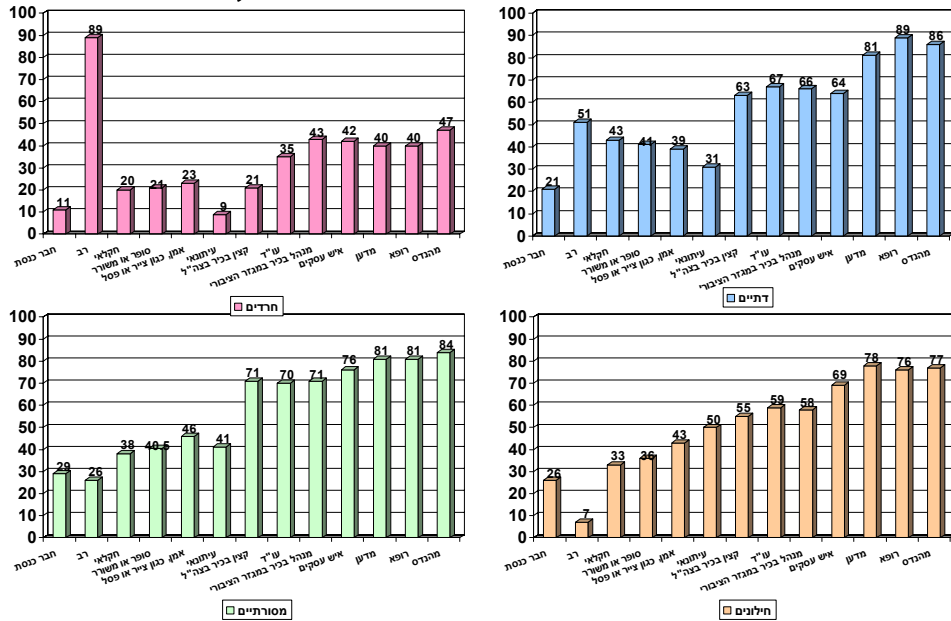 100
90
80
70
60
50
40
30
20
10
0
11
89
20
21
23
9
21
35
43
42
40
40
47
חבר כנסת
רב
חקלאי
סופר או משורר
אמן, כגון צייר או פסל
עיתונאי
קצין בכיר בצה"ל
עו"ד
מנהל בכיר במגזר הציבורי
איש עסקים
מדען
רופא
מהנדס
חרדים
100
90
80
70
60
50
40
30
20
10
0
21
51
43
41
39
31
63
67
66
64
81
89
86
חבר כנסת
רב
חקלאי
סופר או משורר
אמן, כגון צייר או פסל
עיתונאי
קצין בכיר בצה"ל
עו"ד
מנהל בכיר במגזר הציבורי
איש עסקים
מדען
רופא
מהנדס
דתיים
100
90
80
70
60
50
40
30
20
10
0
29
26
38
40.5
46
41
71
70
71
76
81
81
84
חבר כנסת
רב
חקלאי
סופר או משורר
אמן, כגון צייר או פסל
עיתונאי
קצין בכיר בצה"ל
עו"ד
מנהל בכיר במגזר הציבורי
איש עסקים
מדען
רופא
מהנדס
מסורתיים
100
90
80
70
60
50
40
30
20
10
0
26
7
33
36
43
50
55
59
58
69
78
76
77
חבר כנסת
רב
חקלאי
סופר או משורר
אמן, כגון צייר או פסל
עיתונאי
קצין בכיר בצה"ל
עו"ד
מנהל בכיר במגזר הציבורי
איש עסקים
מדען
רופא
מהנדס
חילונים